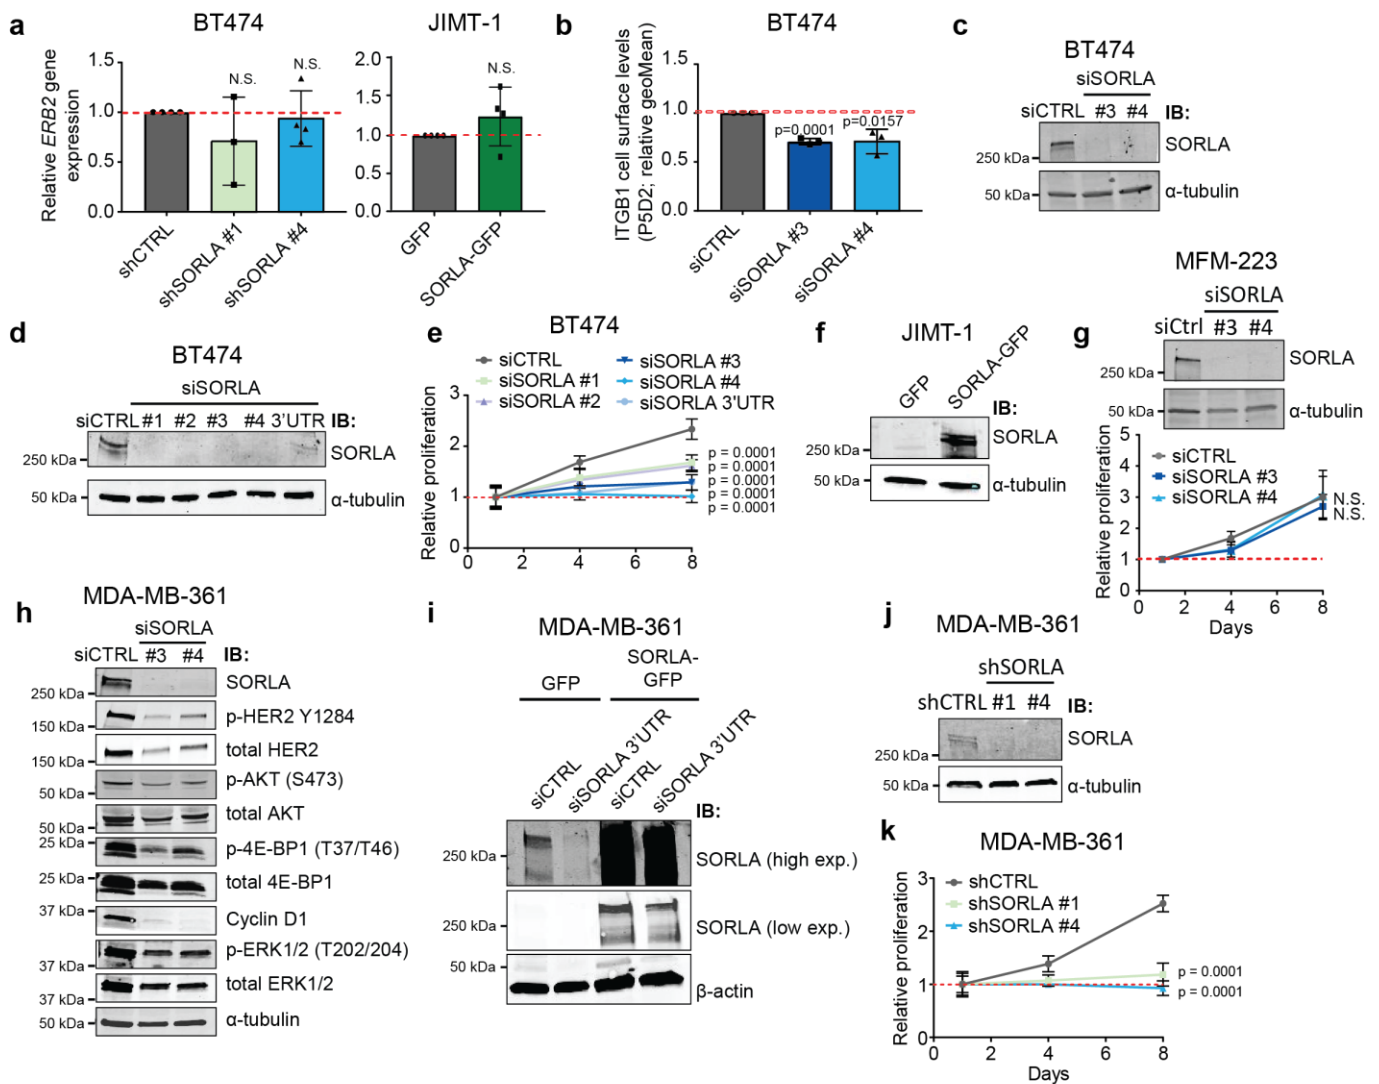 a
BT474
JIMT-1
Relative ERB2 gene
expression
1.5
1.0
0.5
0.0
N.S.
N.S.
shCTRL
shSORLA #1
shSORLA #4
2.0
1.5
1.0
0.5
0.0
N.S.
GFP
SORLA-GFP
b
BT474
ITGB1 cell surface levels
(P5D2; relative geoMean)
1.5
1.0
0.5
0.0
p=0.0001
p=0.0157
siCTRL
siSORLA #3
siSORLA #4
c
BT474
siSORLA
siCTRL #3 #4 IB:
250 kDa
SORLA
50 kDa
α-tubulin
d
BT474
siSORLA
siCTRL #1 #2 #3 #4 3'UTR IB:
250 kDa
SORLA
50 kDa
α-tubulin
e
BT474
siCTRL
siSORLA #1
siSORLA #2
siSORLA #3
siSORLA #4
siSORLA 3'UTR
Relative proliferation
3
2
1
0
0 2 4 6 8
p = 0.0001
p = 0.0001
p = 0.0001
p = 0.0001
p = 0.0001
f
JIMT-1
GFP
SORLA-GFP
IB:
250 kDa
SORLA
50 kDa
α-tubulin
g
MFM-223
siSORLA
siCtrl #3 #4
250 kDa
SORLA
50 kDa
α-tubulin
Relative proliferation
5
4
3
2
1
0
siCTRL
siSORLA #3
siSORLA #4
N.S.
N.S.
0 2 4 6 8
Days
h
MDA-MB-361
siSORLA
siCTRL #3 #4 IB:
250 kDa
SORLA
150 kDa
p-HER2 Y1284
150 kDa
total HER2
50 kDa
p-AKT (S473)
50 kDa
total AKT
25 kDa
p-4E-BP1 (T37/T46)
25 kDa
total 4E-BP1
37 kDa
Cyclin D1
37 kDa
p-ERK1/2 (T202/204)
37 kDa
total ERK1/2
50 kDa
α-tubulin
i
MDA-MB-361
GFP
SORLA-
GFP
siCTRL
siSORLA 3'UTR
siCTRL
siSORLA 3'UTR
IB:
250 kDa
SORLA (high exp.)
250 kDa
SORLA (low exp.)
50 kDa
β-actin
j
MDA-MB-361
shSORLA
shCTRL #1 #4 IB:
250 kDa
SORLA
50 kDa
α-tubulin
k
MDA-MB-361
Relative proliferation
3
2
1
0
shCTRL
shSORLA #1
shSORLA #4
p = 0.0001
p = 0.0001
0 2 4 6 8
Days